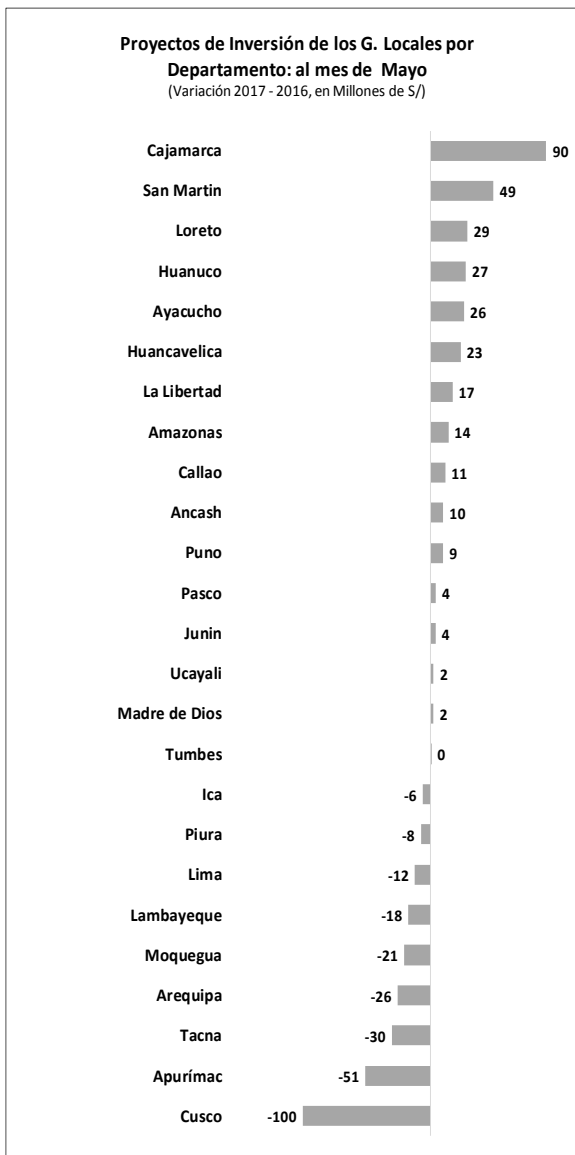 Proyectos de Inversión de los G. Locales por
Departamento: al mes de Mayo
(Variación 2017 - 2016, en Millones de S/)
Cajamarca 90
San Martin 49
Loreto 29
Huanuco 27
Ayacucho 26
Huancavelica 23
La Libertad 17
Amazonas 14
Callao 11
Ancash 10
Puno 9
Pasco 4
Junin 4
Ucayali 2
Madre de Dios 2
Tumbes 0
Ica -6
Piura -8
Lima -12
Lambayeque -18
Moquegua -21
Arequipa -26
Tacna -30
Apurímac -51
Cusco -100